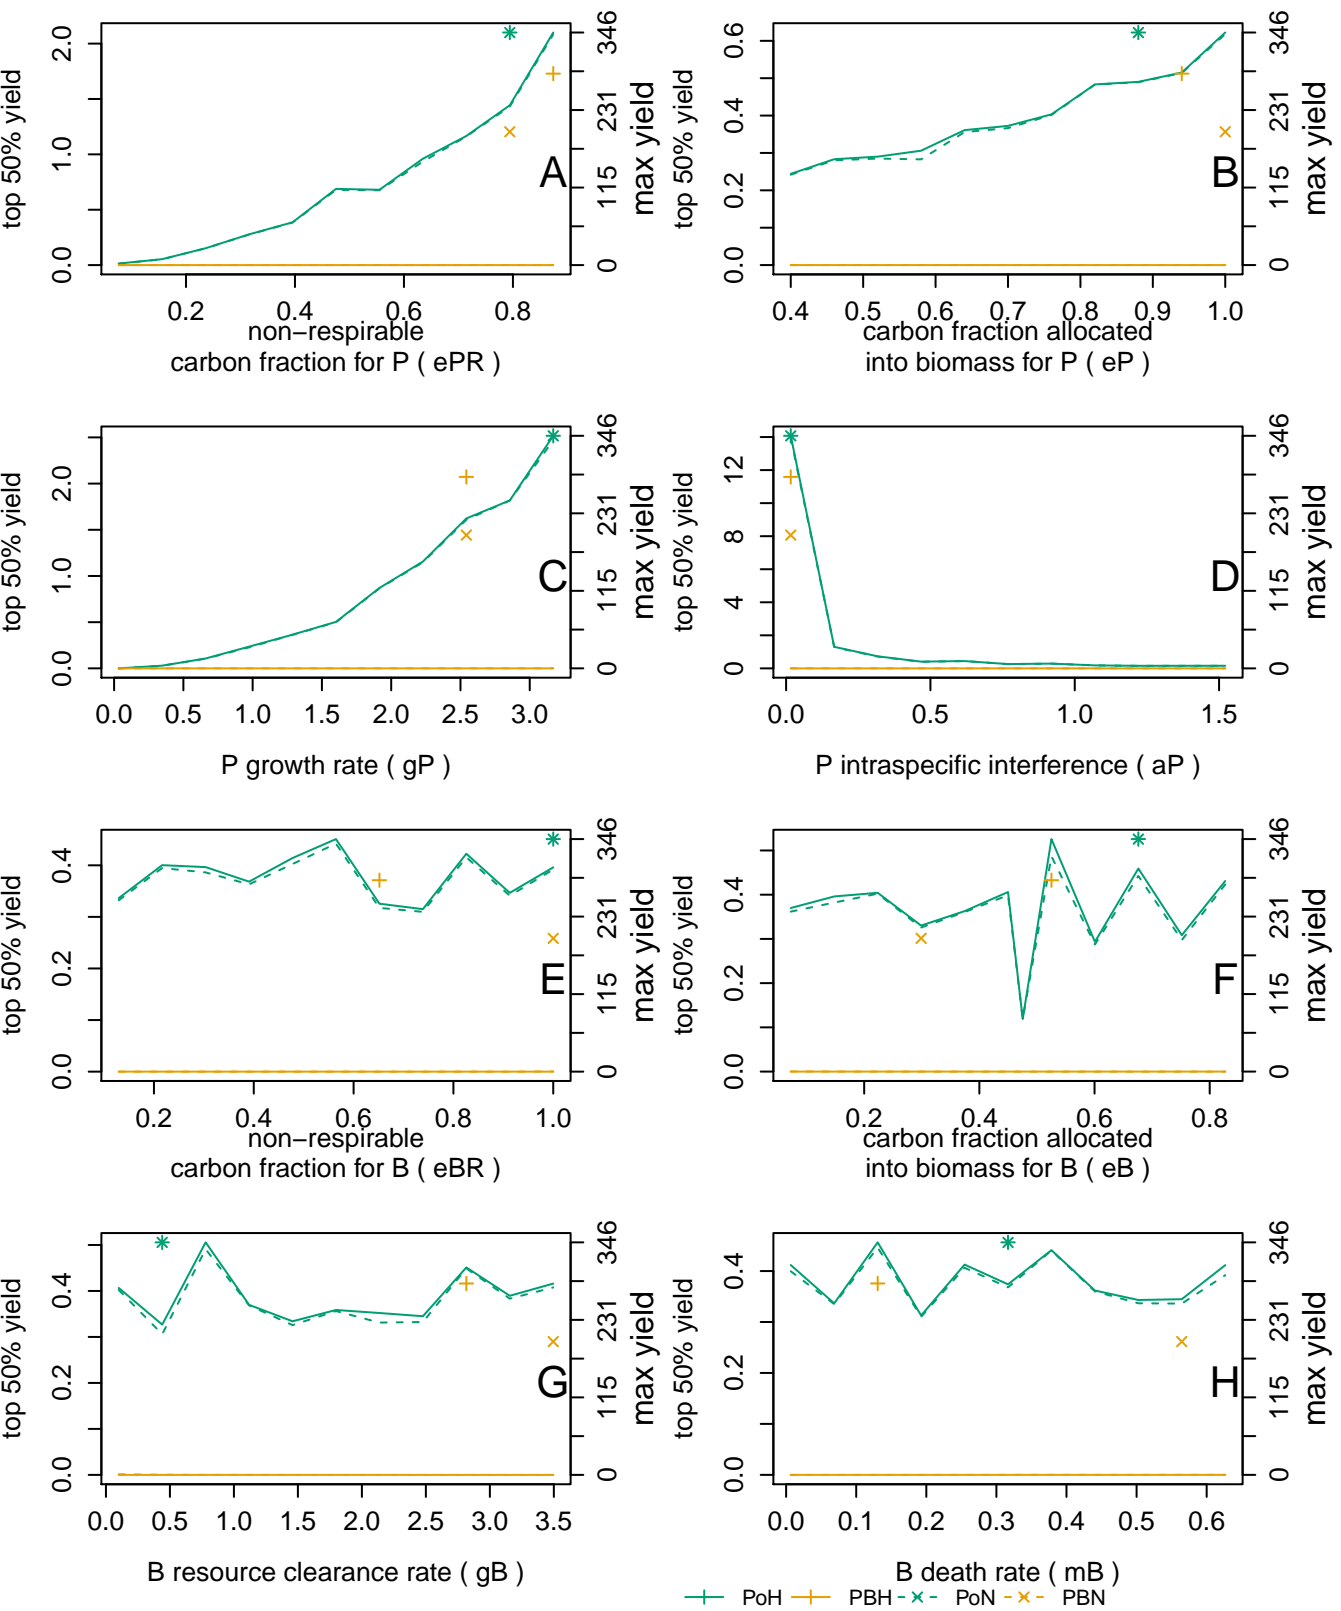 top 50% yield
0.0 1.0 2.0
A
0 115 231 346
max yield
0.2 0.4 0.6 0.8
non−respirable
carbon fraction for P ( ePR )
top 50% yield
0.0 0.2 0.4 0.6
B
0 115 231 346
max yield
0.4 0.5 0.6 0.7 0.8 0.9 1.0
carbon fraction allocated
into biomass for P ( eP )
top 50% yield
0.0 1.0 2.0
C
0 115 231 346
max yield
0.0 0.5 1.0 1.5 2.0 2.5 3.0
P growth rate ( gP )
top 50% yield
0 4 8 12
D
0 115 231 346
max yield
0.0 0.5 1.0 1.5
P intraspecific interference ( aP )
top 50% yield
0.0 0.2 0.4
E
0 115 231 346
max yield
0.2 0.4 0.6 0.8 1.0
non−respirable
carbon fraction for B ( eBR )
top 50% yield
0.0 0.2 0.4
F
0 115 231 346
max yield
0.2 0.4 0.6 0.8
carbon fraction allocated
into biomass for B ( eB )
top 50% yield
0.0 0.2 0.4
G
0 115 231 346
max yield
0.0 0.5 1.0 1.5 2.0 2.5 3.0 3.5
B resource clearance rate ( gB )
top 50% yield
0.0 0.2 0.4
H
0 115 231 346
max yield
0.0 0.1 0.2 0.3 0.4 0.5 0.6
B death rate ( mB )
PoH PBH PoN PBN